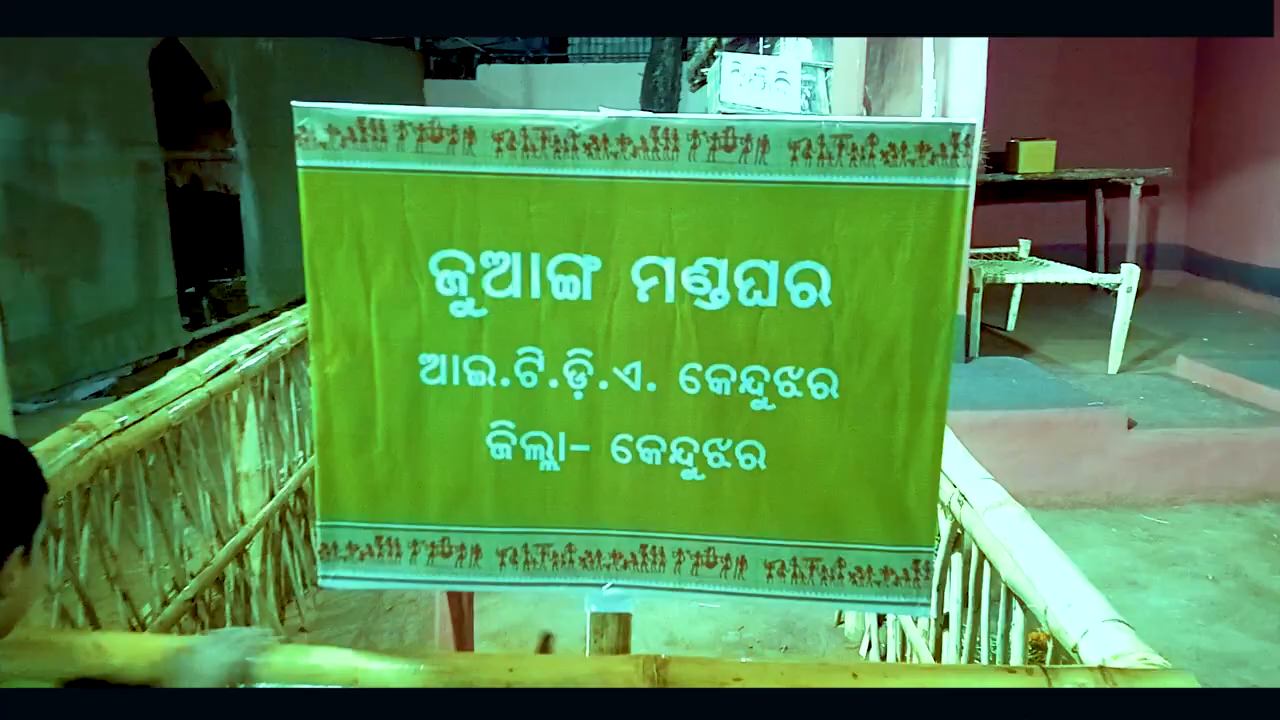 ଜୁଆଙ୍ଗ ମଣ୍ଡଘର
ଆଇ.ଟି.ଡ଼ି.ଏ. କେନ୍ଦୁଝର
ଜିଲ୍ଲା- କେନ୍ଦୁଝର